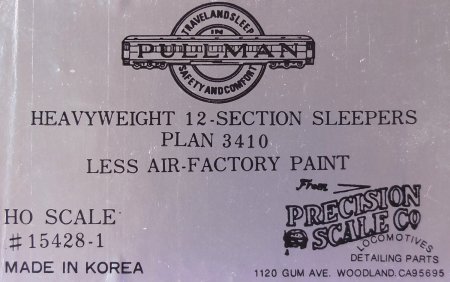 TRAVEL AND SLEEP
IN
PULLMAN
SAFETY AND COMFORT
HEAVYWEIGHT 12-SECTION SLEEPERS
PLAN 3410
LESS AIR-FACTORY PAINT
From
PRECISION
SCALE CO
LOCOMOTIVES
DETAILING PARTS
1120 GUM AVE. WOODLAND.CA95695
HO SCALE
#15428-1
MADE IN KOREA